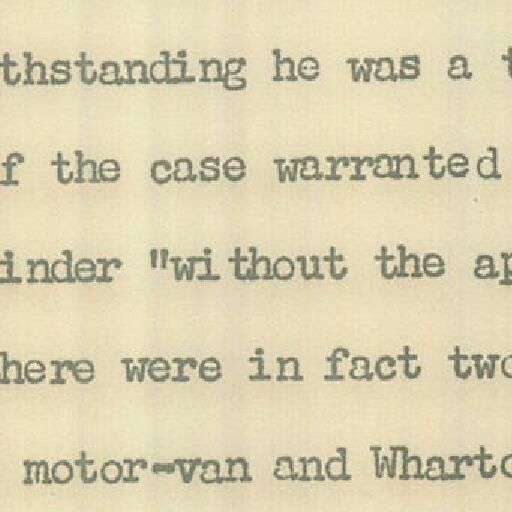 thstanding he was a t
f the case warranted
inder "without the ap
here were in fact two
motor-van and Wharto